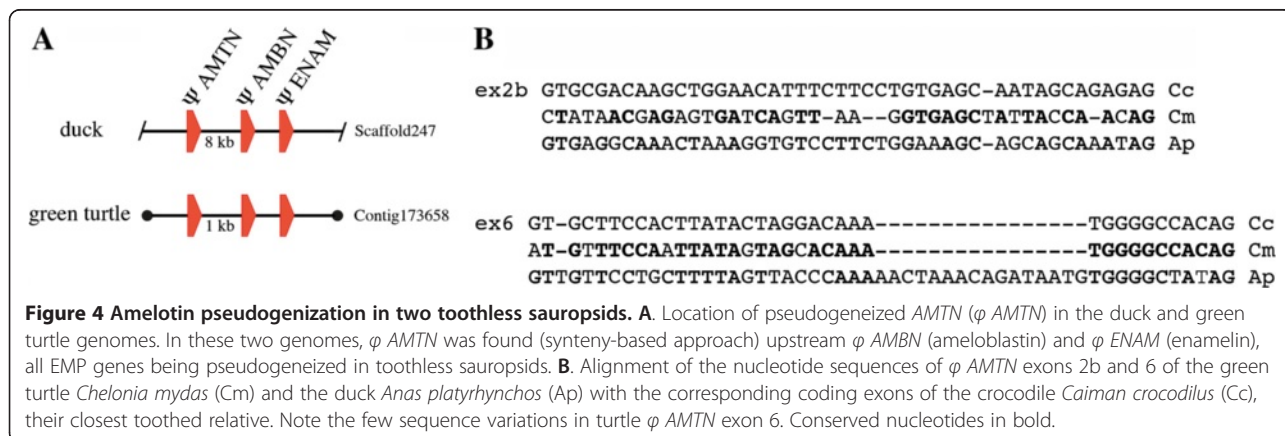 A
B
Ψ AMTN
Ψ AMBN
Ψ ENAM
duck
8 kb
Scaffold247
green turtle
1 kb
Contig173658
ex2b GTGCGACAAGCTGGAACATTTCTTCCTGTGAGC-AATAGCAGAGAG Cc
CTATAACGAGAGTGATCAGTT-AA--GGTGAGCTATTACCA-ACAG Cm
GTGAGGCAAACTAAAGGTGTCCTTCTGGAAAGC-AGCAGCAAATAG Ap
ex6 GT-GCTTCCACTTATACTAGGACAAA----------------TGGGGCCACAG Cc
AT-GTTTCCAATTATAGTAGCACAAA----------------TGGGGCCACAG Cm
GTTGTTCCTGCTTTTAGTTACCCAAAAACTAAACAGATAATGTGGGGCTATAG Ap
Figure 4 Amelotin pseudogenization in two toothless sauropsids. A. Location of pseudogeneized AMTN (φ AMTN) in the duck and green
turtle genomes. In these two genomes, φ AMTN was found (synteny-based approach) upstream φ AMBN (ameloblastin) and φ ENAM (enamelin),
all EMP genes being pseudogeneized in toothless sauropsids. B. Alignment of the nucleotide sequences of φ AMTN exons 2b and 6 of the green
turtle Chelonia mydas (Cm) and the duck Anas platyrhynchos (Ap) with the corresponding coding exons of the crocodile Caiman crocodilus (Cc),
their closest toothed relative. Note the few sequence variations in turtle φ AMTN exon 6. Conserved nucleotides in bold.